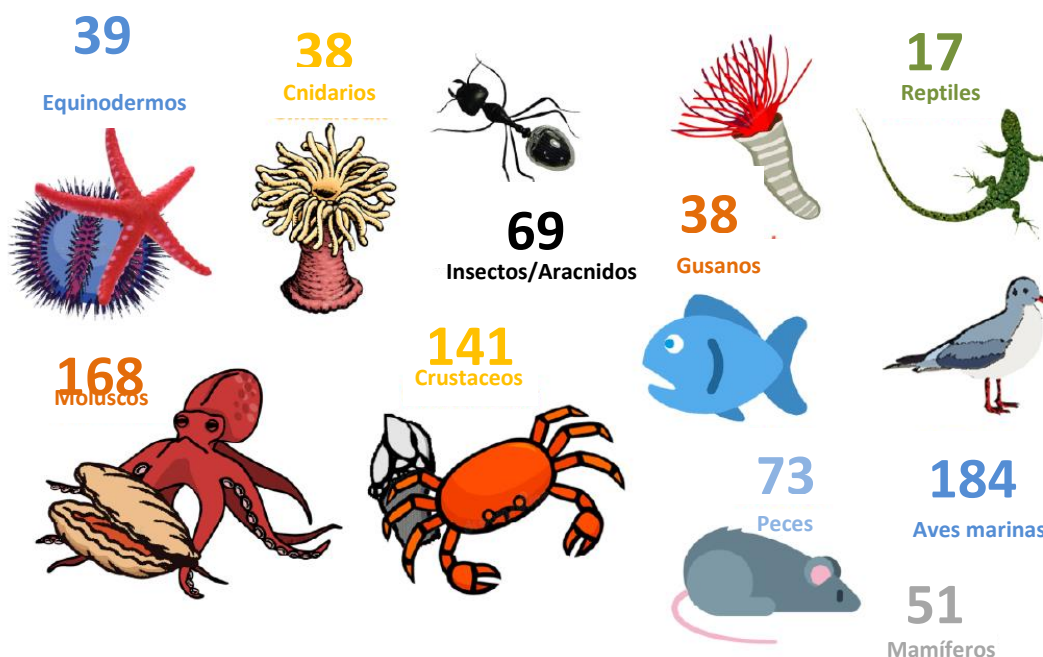 39
Equinodermos
38
Cnidarios
17
Reptiles
69
Insectos/Aracnidos
38
Gusanos
168
Moluscos
141
Crustaceos
73
Peces
184
Aves marinas
51
Mamíferos